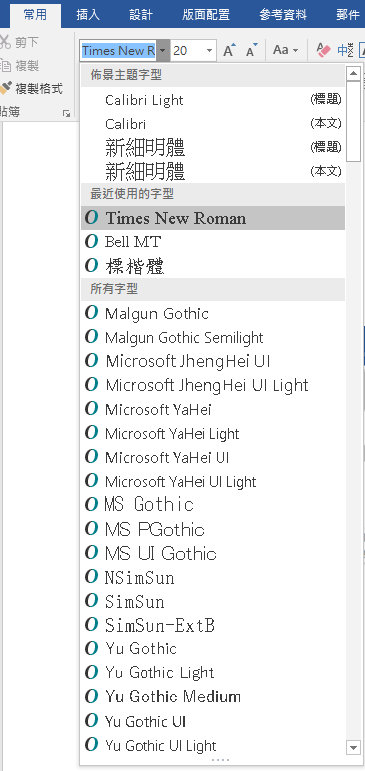 常用 插入 設計 版面配置 參考資料 郵件
剪下
複製
複製格式
貼簿
Times New R 20 A A Aa 中
佈景主題字型
Calibri Light (標題)
Calibri (本文)
新細明體 (標題)
新細明體 (本文)
最近使用的字型
O Times New Roman
O Bell MT
O 標楷體
所有字型
O Malgun Gothic
O Malgun Gothic Semilight
O Microsoft JhengHei UI
O Microsoft JhengHei UI Light
O Microsoft YaHei
O Microsoft YaHei Light
O Microsoft YaHei UI
O Microsoft YaHei UI Light
O MS Gothic
O MS PGothic
O MS UI Gothic
O NSimSun
O SimSun
O SimSun-ExtB
O Yu Gothic
O Yu Gothic Light
O Yu Gothic Medium
O Yu Gothic UI
O Yu Gothic UI Light